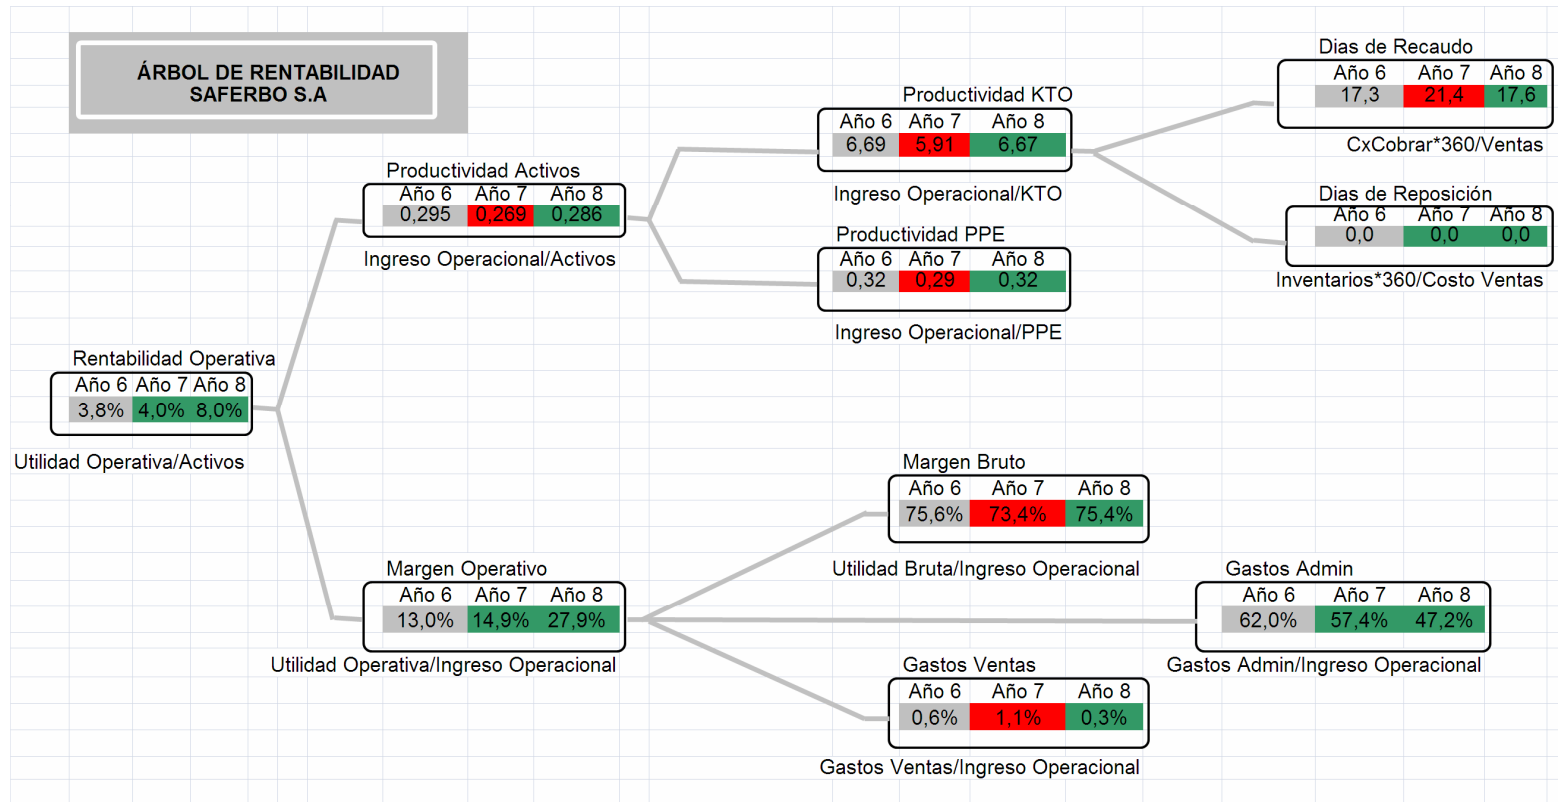 ÁRBOL DE RENTABILIDAD
SAFERBO S.A
Dias de Recaudo
Año 6 Año 7 Año 8
17,3 21,4 17,6
CxCobrar*360/Ventas
Productividad KTO
Año 6 Año 7 Año 8
6,69 5,91 6,67
Ingreso Operacional/KTO
Dias de Reposición
Año 6 Año 7 Año 8
0,0 0,0 0,0
Inventarios*360/Costo Ventas
Productividad Activos
Año 6 Año 7 Año 8
0,295 0,269 0,286
Ingreso Operacional/Activos
Productividad PPE
Año 6 Año 7 Año 8
0,32 0,29 0,32
Ingreso Operacional/PPE
Rentabilidad Operativa
Año 6 Año 7 Año 8
3,8% 4,0% 8,0%
Utilidad Operativa/Activos
Margen Bruto
Año 6 Año 7 Año 8
75,6% 73,4% 75,4%
Utilidad Bruta/Ingreso Operacional
Margen Operativo
Año 6 Año 7 Año 8
13,0% 14,9% 27,9%
Utilidad Operativa/Ingreso Operacional
Gastos Admin
Año 6 Año 7 Año 8
62,0% 57,4% 47,2%
Gastos Admin/Ingreso Operacional
Gastos Ventas
Año 6 Año 7 Año 8
0,6% 1,1% 0,3%
Gastos Ventas/Ingreso Operacional